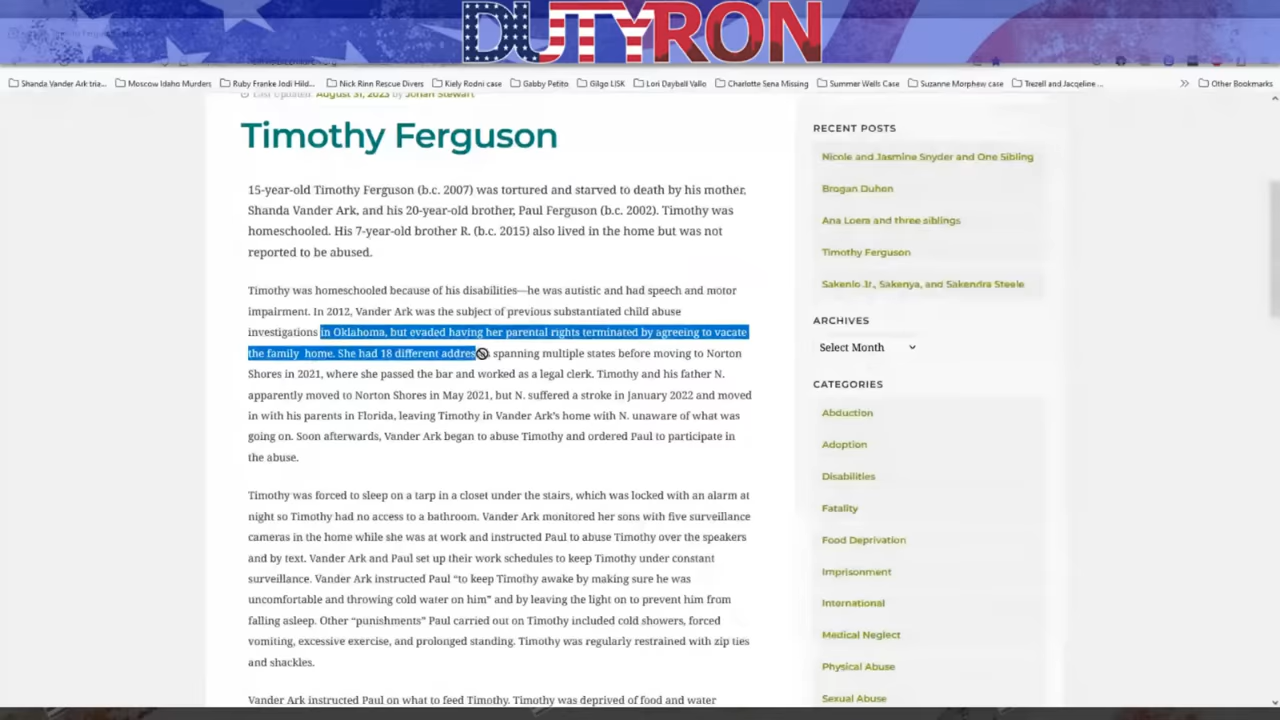 DUTYRON
Shanda Vander Ark tria...
Moscow Idaho Murders
Ruby Franke Jodi Hild...
Nick Rinn Rescue Divers
Kiely Rodni case
Gabby Petito
Gilgo LISK
Lori Daybell Vallo
Charlotte Sena Missing
Summer Wells Case
Suzanne Morphew case
Trezell and Jacqueline ...
Other Bookmarks
Last Updated: August 31, 2023 by Jonah Stewart
Timothy Ferguson
15-year-old Timothy Ferguson (b.c. 2007) was tortured and starved to death by his mother,
Shanda Vander Ark, and his 20-year-old brother, Paul Ferguson (b.c. 2002). Timothy was
homeschooled. His 7-year-old brother R. (b.c. 2015) also lived in the home but was not
reported to be abused.
Timothy was homeschooled because of his disabilities—he was autistic and had speech and motor
impairment. In 2012, Vander Ark was the subject of previous substantiated child abuse
investigations in Oklahoma, but evaded having her parental rights terminated by agreeing to vacate
the family home. She had 18 different addres spanning multiple states before moving to Norton
Shores in 2021, where she passed the bar and worked as a legal clerk. Timothy and his father N.
apparently moved to Norton Shores in May 2021, but N. suffered a stroke in January 2022 and moved
in with his parents in Florida, leaving Timothy in Vander Ark's home with N. unaware of what was
going on. Soon afterwards, Vander Ark began to abuse Timothy and ordered Paul to participate in
the abuse.
Timothy was forced to sleep on a tarp in a closet under the stairs, which was locked with an alarm at
night so Timothy had no access to a bathroom. Vander Ark monitored her sons with five surveillance
cameras in the home while she was at work and instructed Paul to abuse Timothy over the speakers
and by text. Vander Ark and Paul set up their work schedules to keep Timothy under constant
surveillance. Vander Ark instructed Paul “to keep Timothy awake by making sure he was
uncomfortable and throwing cold water on him” and by leaving the light on to prevent him from
falling asleep. Other “punishments” Paul carried out on Timothy included cold showers, forced
vomiting, excessive exercise, and prolonged standing. Timothy was regularly restrained with zip ties
and shackles.
Vander Ark instructed Paul on what to feed Timothy. Timothy was deprived of food and water
RECENT POSTS
Nicole and Jasmine Snyder and One Sibling
Brogan Duhon
Ana Loera and three siblings
Timothy Ferguson
Sakenlo Jr., Sakenya, and Sakendra Steele
ARCHIVES
Select Month
CATEGORIES
Abduction
Adoption
Disabilities
Fatality
Food Deprivation
Imprisonment
International
Medical Neglect
Physical Abuse
Sexual Abuse